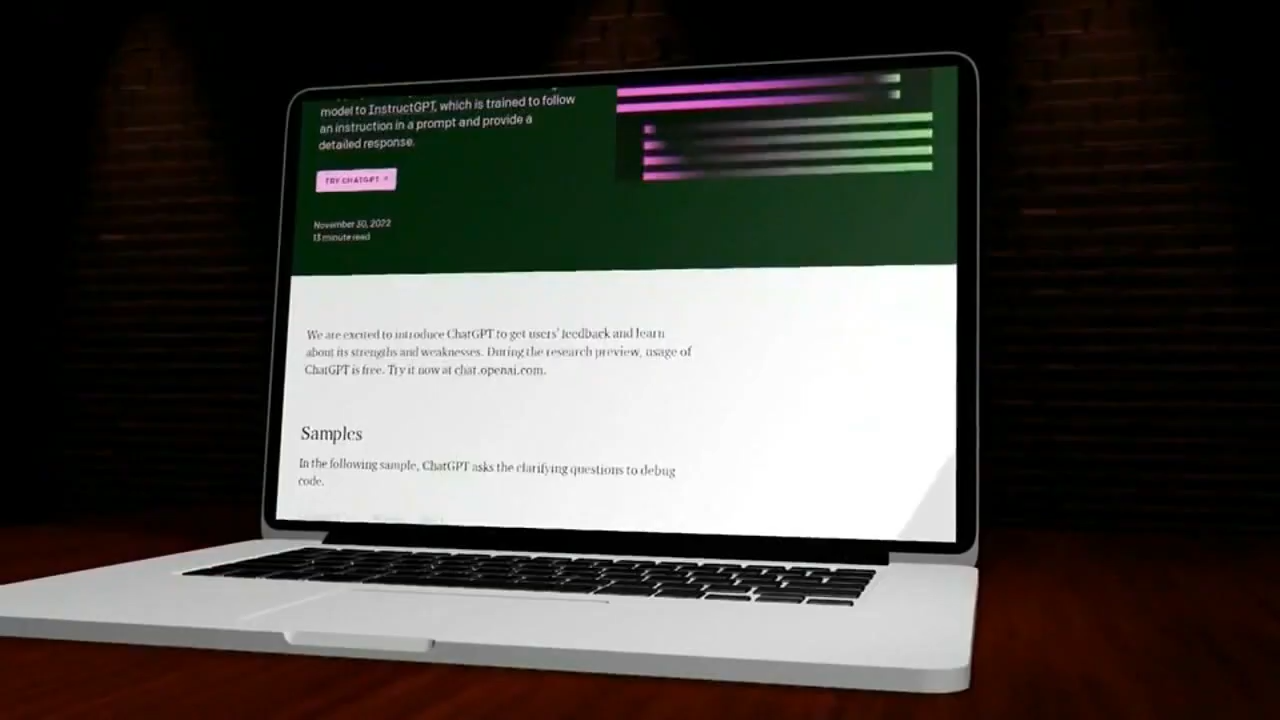 model to InstructGPT, which is trained to follow
an instruction in a prompt and provide a
detailed response.
TRY CHATGPT
November 30, 2022
13 minute read
We are excited to introduce ChatGPT to get users' feedback and learn
about its strengths and weaknesses. During the research preview, usage of
ChatGPT is free. Try it now at chat.openai.com.
Samples
In the following sample, ChatGPT asks the clarifying questions to debug
code.